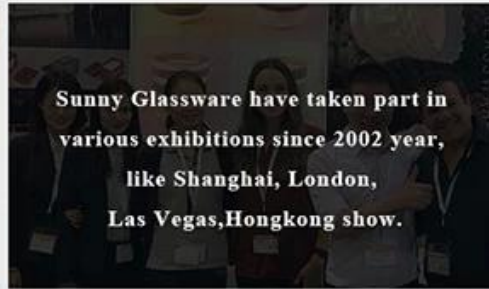 Sunny Glassware have taken part in
various exhibitions since 2002 year,
like Shanghai, London,
Las Vegas,Hongkong show.